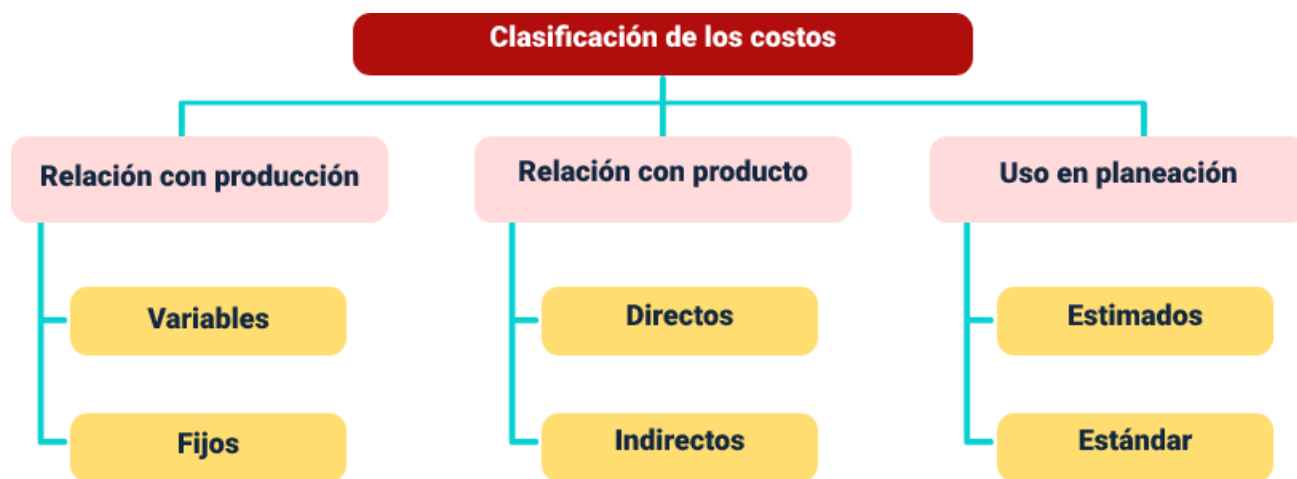 Clasificación de los costos
Relación con producción
Relación con producto
Uso en planeación
Variables
Directos
Estimados
Fijos
Indirectos
Estándar